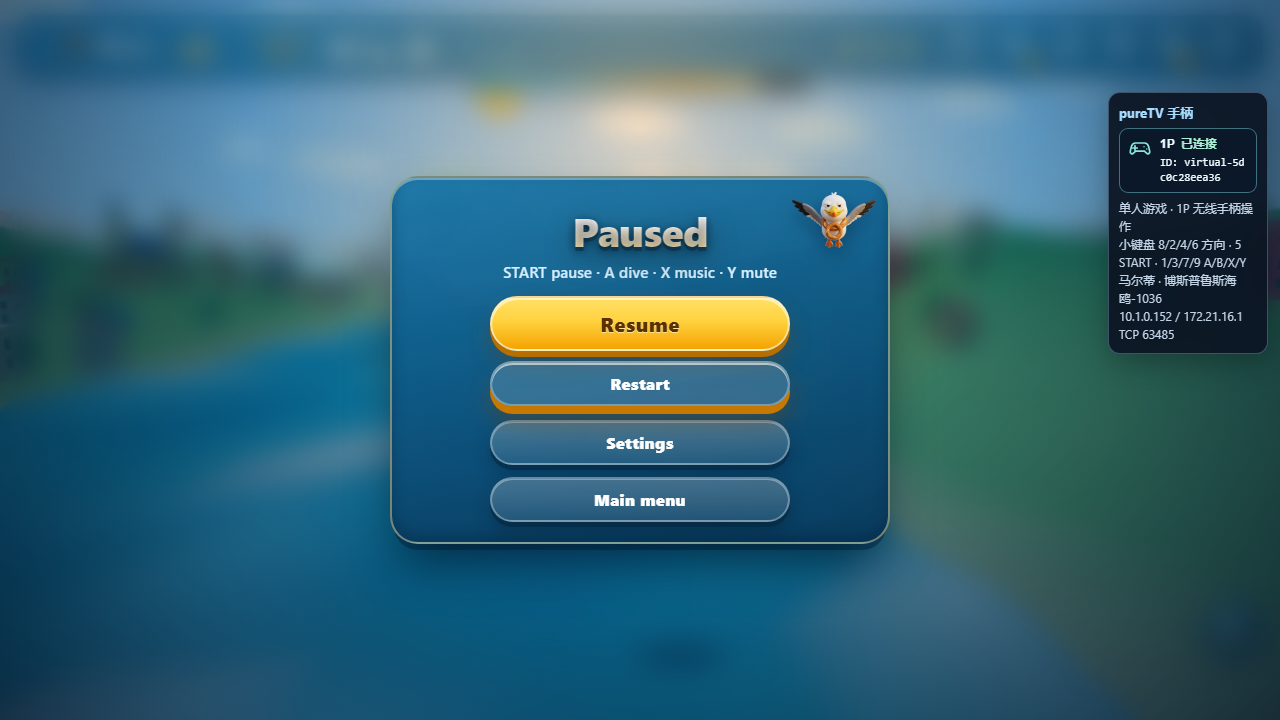 Paused
START pause · A dive · X music · Y mute
Resume
Restart
Settings
Main menu
pureTV 手柄
1P 已连接
ID: virtual-5d
c0c28eea36
单人游戏 · 1P 无线手柄操
作
小键盘 8/2/4/6 方向 · 5
START · 1/3/7/9 A/B/X/Y
马尔蒂 · 博斯普鲁斯海
鸥-1036
10.1.0.152 / 172.21.16.1
TCP 63485